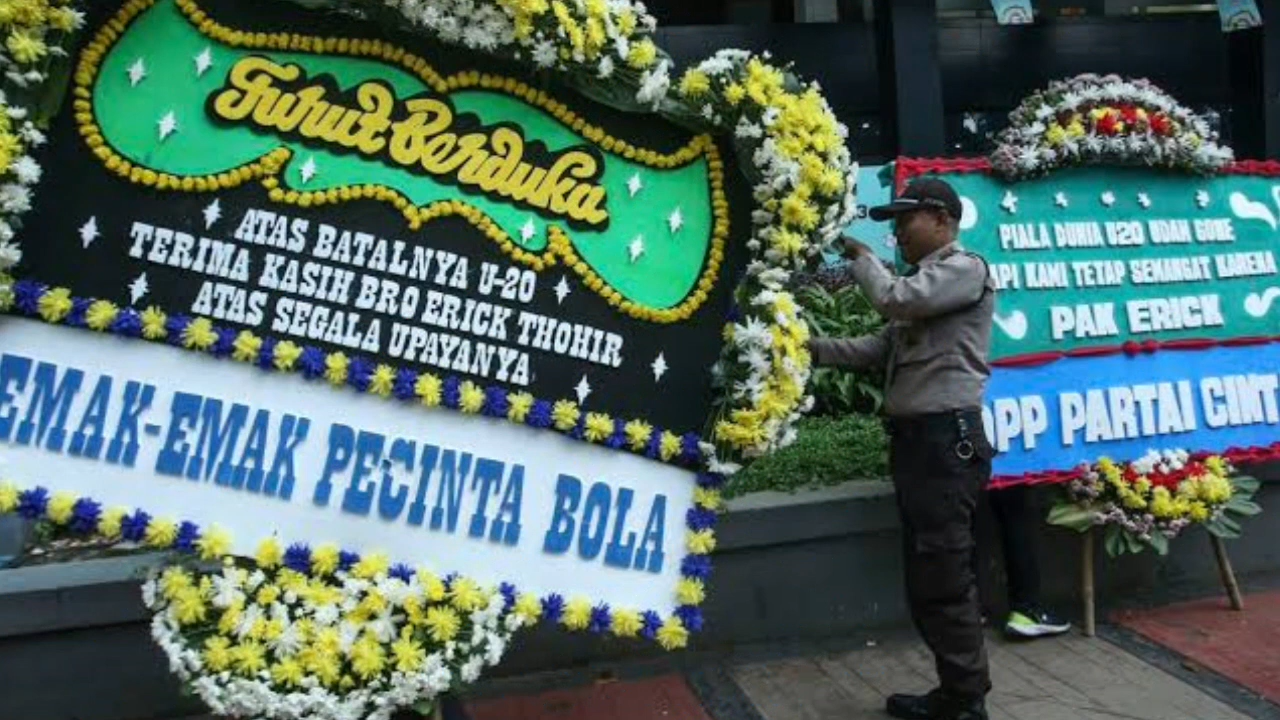 Turut Berduka
ATAS BATALNYA U-20
TERIMA KASIH BRO ERICK THOHIR
ATAS SEGALA UPAYANYA
EMAK-EMAK PECINTA BOLA
PIALA DUNIA U20 UDAH GONE
API KAMI TETAP SEMANGAT KARENA
PAK ERICK
DPP PARTAI CINT